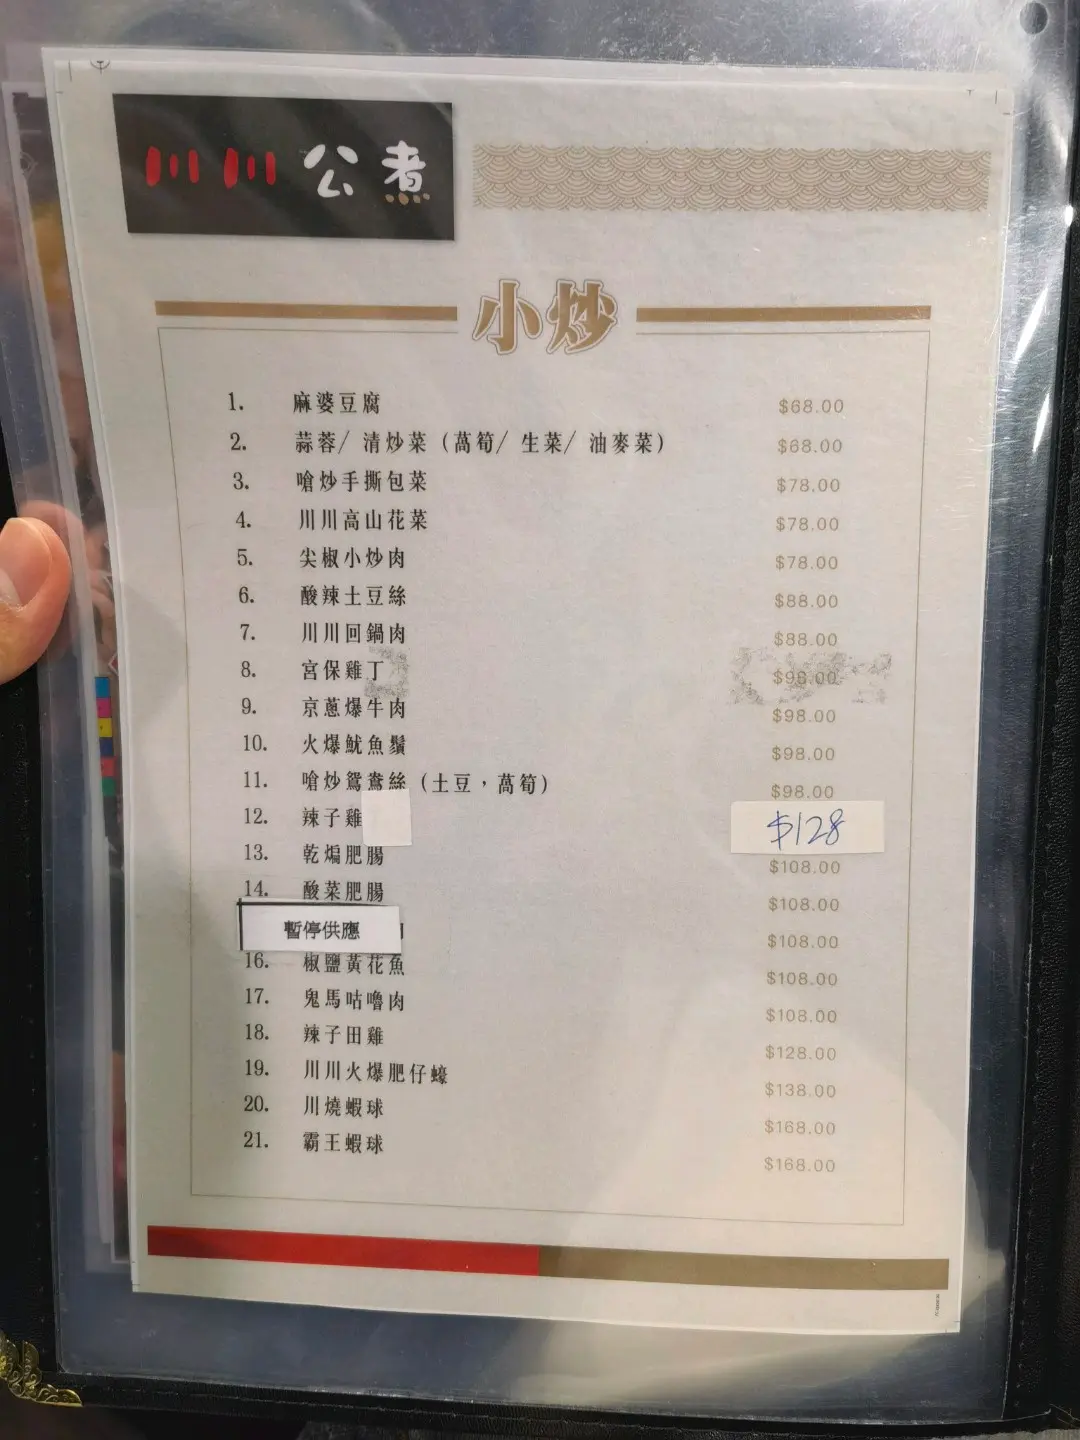 川川公煮
小炒
1. 麻婆豆腐 $68.00
2. 蒜蓉/ 清炒菜 (萵筍/ 生菜/ 油麥菜) $68.00
3. 嗆炒手撕包菜 $78.00
4. 川川高山花菜 $78.00
5. 尖椒小炒肉 $78.00
6. 酸辣土豆絲 $88.00
7. 川川回鍋肉 $88.00
8. 宮保雞丁 $98.00
9. 京蔥爆牛肉 $98.00
10. 火爆魷魚鬚 $98.00
11. 嗆炒鴛鴦絲 (土豆，萵筍) $98.00
12. 辣子雞 $128
13. 乾煸肥腸 $108.00
14. 酸菜肥腸 $108.00
暫停供應 $108.00
16. 椒鹽黃花魚 $108.00
17. 鬼馬咕嚕肉 $108.00
18. 辣子田雞 $128.00
19. 川川火爆肥仔蠔 $138.00
20. 川燒蝦球 $168.00
21. 霸王蝦球 $168.00